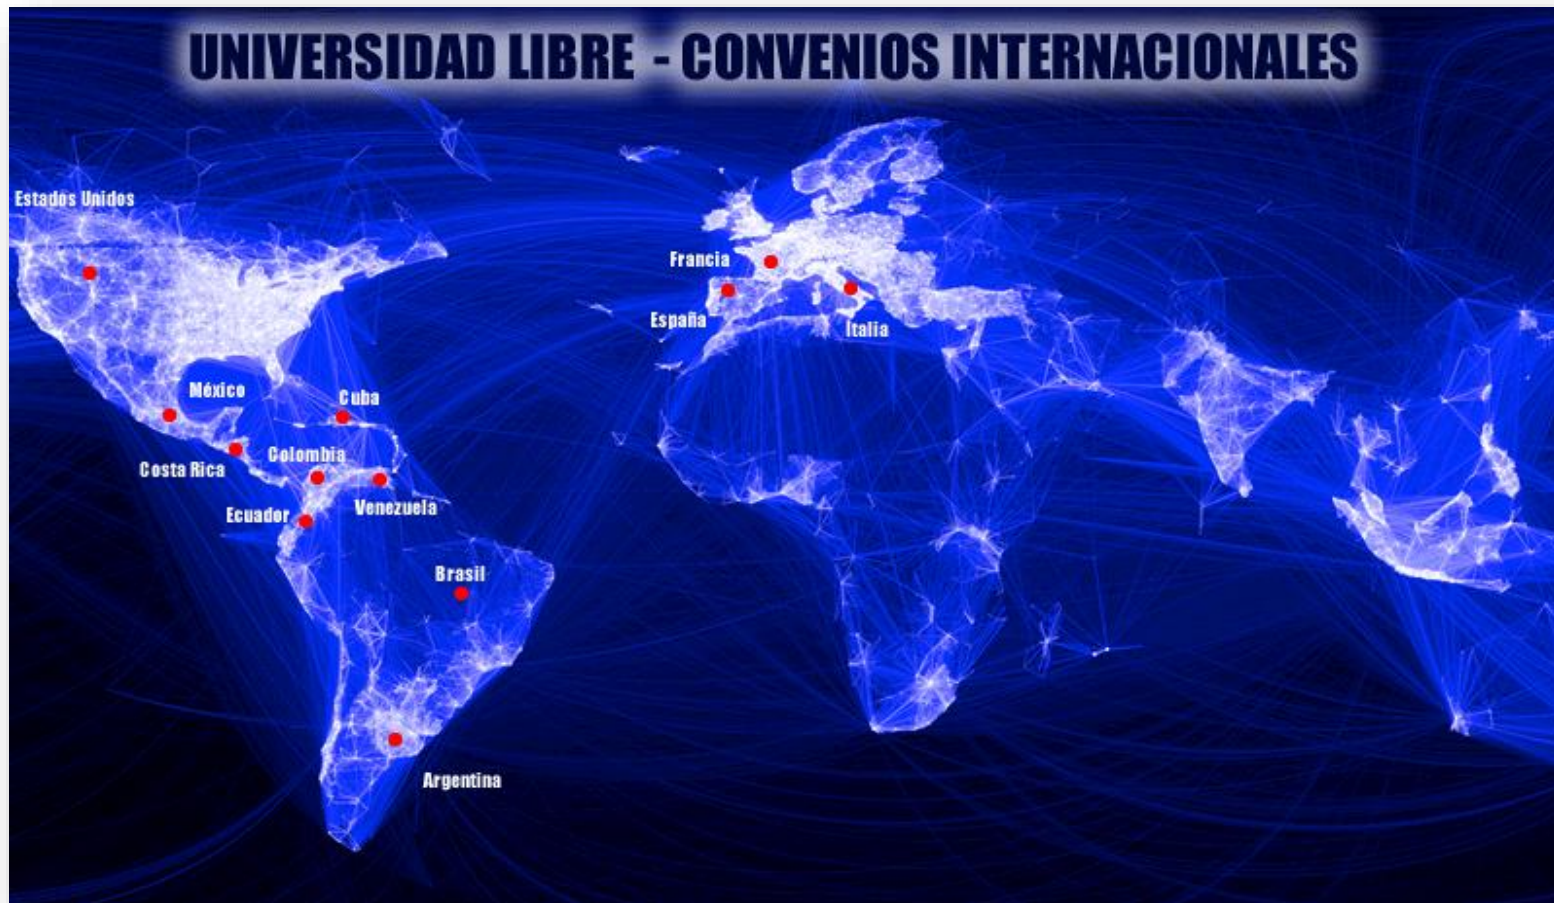 UNIVERSIDAD LIBRE - CONVENIOS INTERNACIONALES
Estados Unidos
Francia
España
Italia
México
Cuba
Colombia
Costa Rica
Venezuela
Ecuador
Brasil
Argentina